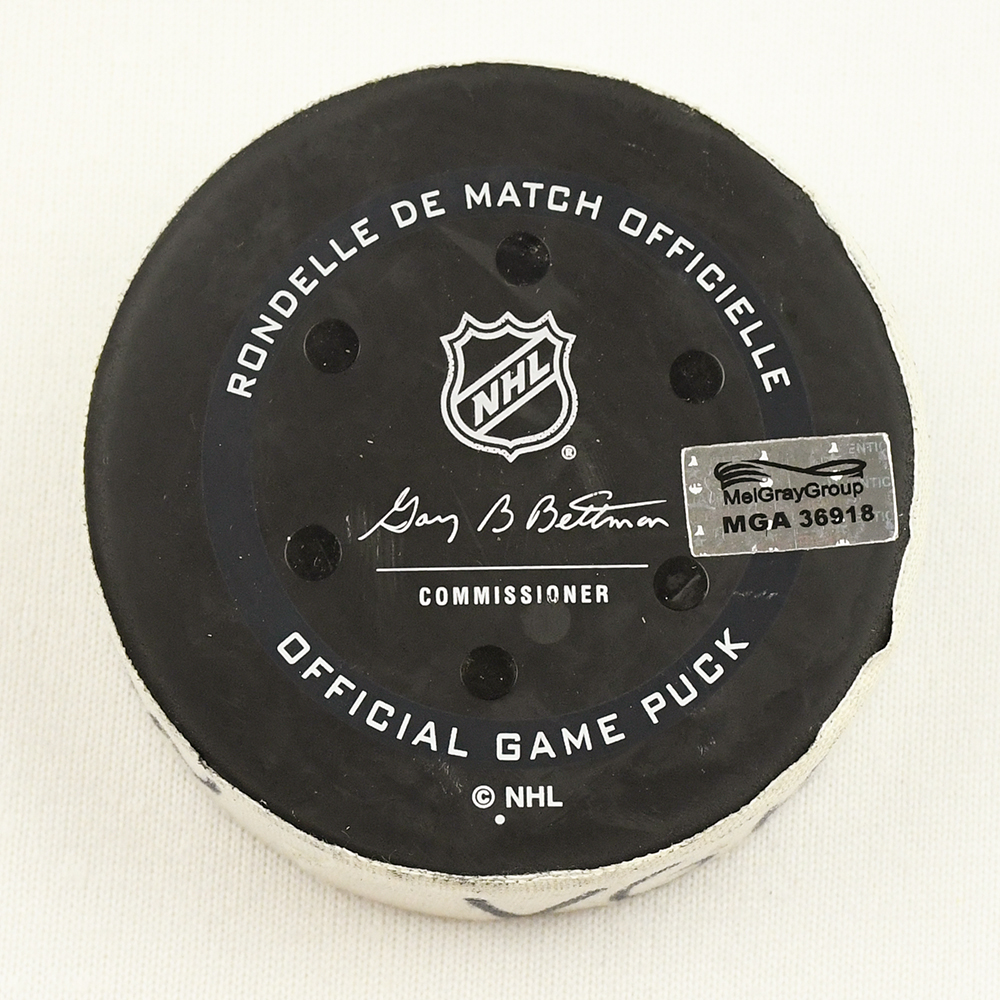 RONDELLE DE MATCH OFFICIELLE
NHL
®
Gary B Bettman
COMMISSIONER
OFFICIAL GAME PUCK
© NHL
MelGrayGroup
MGA 36918